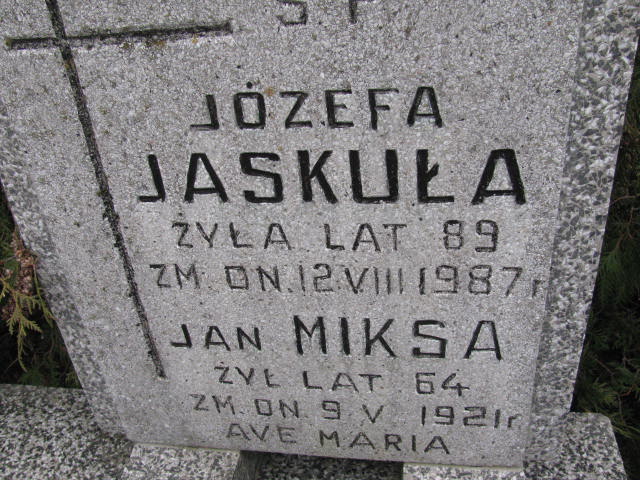 Ś P
JÓZEFA
JASKUŁA
ŻYŁA LAT 89
ZM. DN. 12 VIII 1987 r
JAN MIKSA
ŻYŁ LAT 64
ZM. DN 9 V 1921 r
AVE MARIA